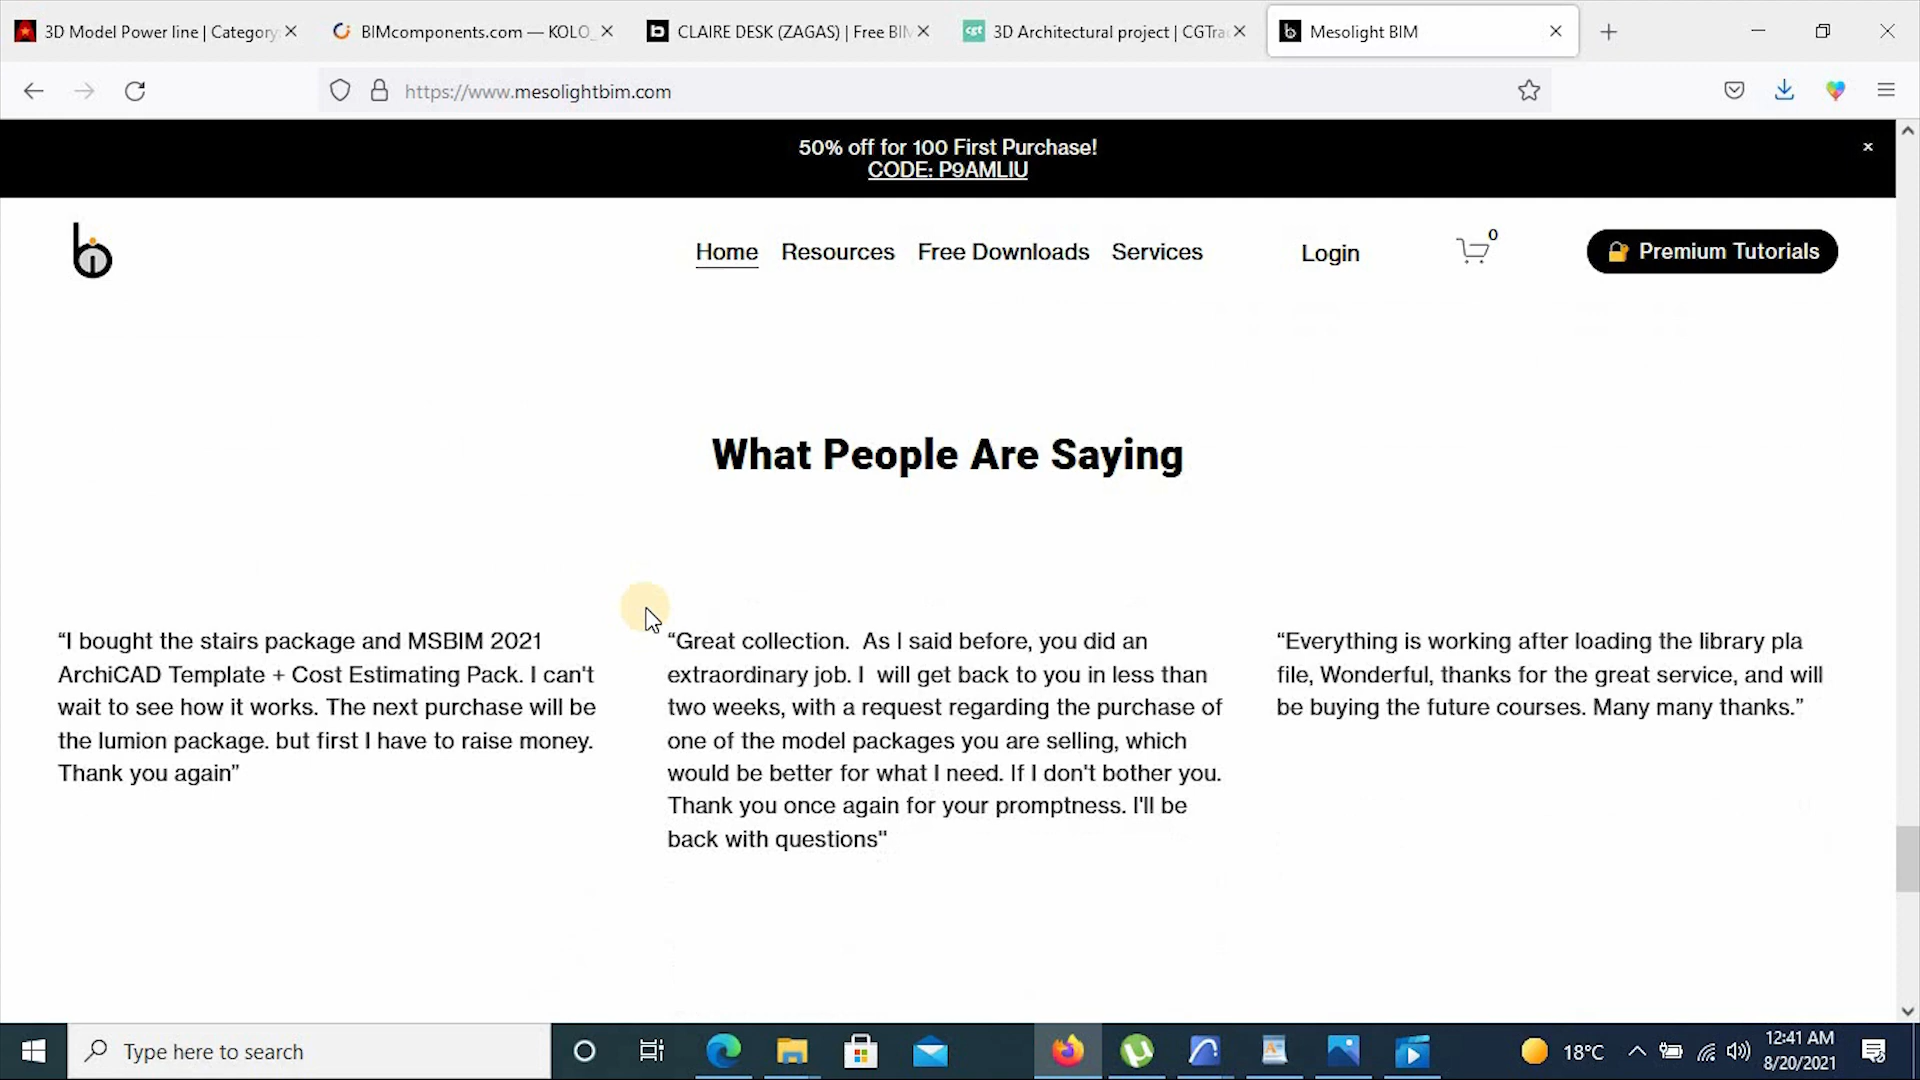 3D Model Power line | Category:
BIMcomponents.com — KOLO_
CLAIRE DESK (ZAGAS) | Free BIM
cgt
3D Architectural project | CGTra
Mesolight BIM
https://www.mesolightbim.com
50% off for 100 First Purchase!
CODE: P9AMLIU
Home Resources Free Downloads Services Login 0 Premium Tutorials
What People Are Saying
“I bought the stairs package and MSBIM 2021
ArchiCAD Template + Cost Estimating Pack. I can't
wait to see how it works. The next purchase will be
the lumion package. but first I have to raise money.
Thank you again”
“Great collection. As I said before, you did an
extraordinary job. I will get back to you in less than
two weeks, with a request regarding the purchase of
one of the model packages you are selling, which
would be better for what I need. If I don't bother you.
Thank you once again for your promptness. I'll be
back with questions"
“Everything is working after loading the library pla
file, Wonderful, thanks for the great service, and will
be buying the future courses. Many many thanks.”
Type here to search
18°C
12:41 AM
8/20/2021